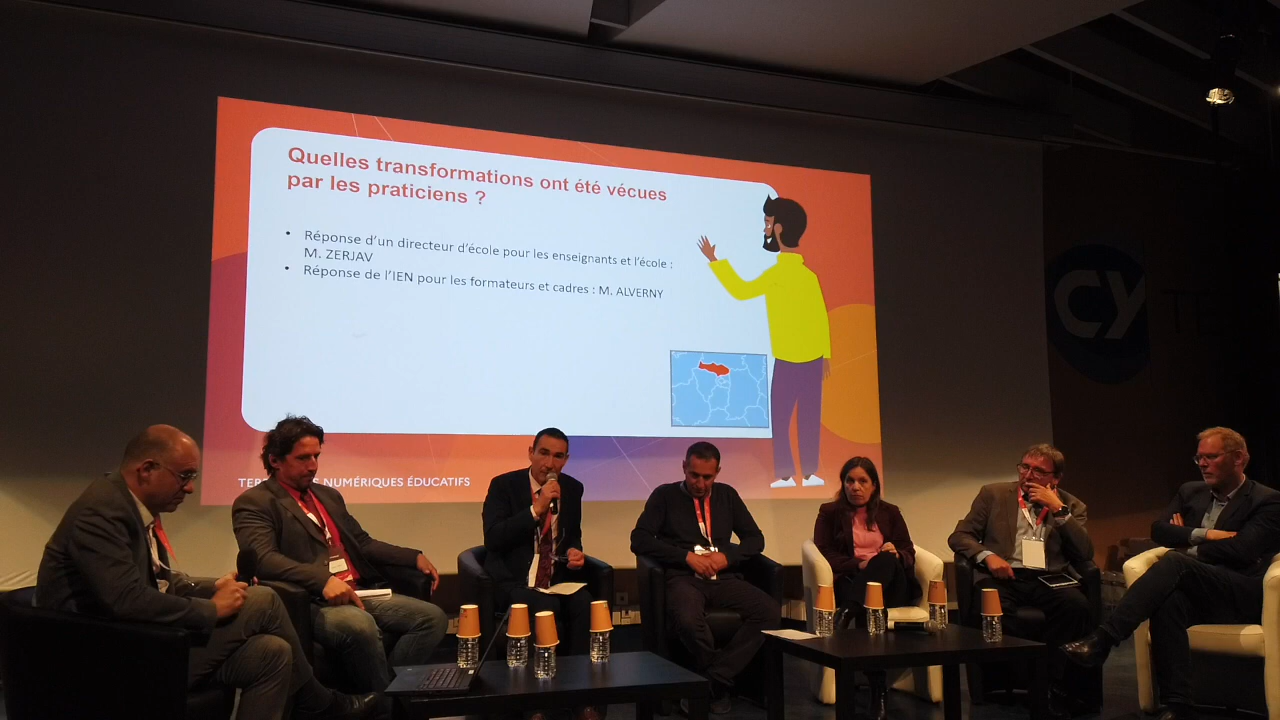 Quelles transformations ont été vécues
par les praticiens ?
• Réponse d'un directeur d'école pour les enseignants et l'école :
M. ZERJAV
• Réponse de l'IEN pour les formateurs et cadres : M. ALVERNY
NUMÉRIQUES ÉDUCATIFS
CY